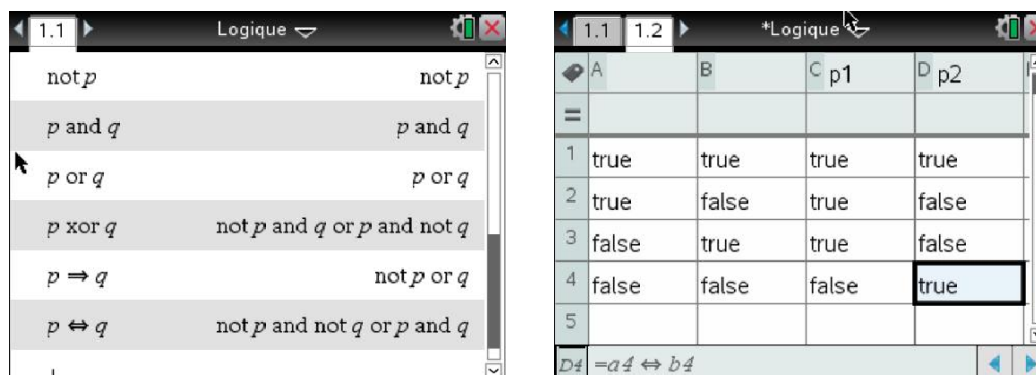 1.1 Logique
not p not p
p and q p and q
p or q p or q
p xor q not p and q or p and not q
p ⇒ q not p or q
p ⇔ q not p and not q or p and q
1.1 1.2 *Logique
A B C p1 D p2
=
1 true true true true
2 true false true false
3 false true true false
4 false false false true
5
D4 =a4 ⇔ b4